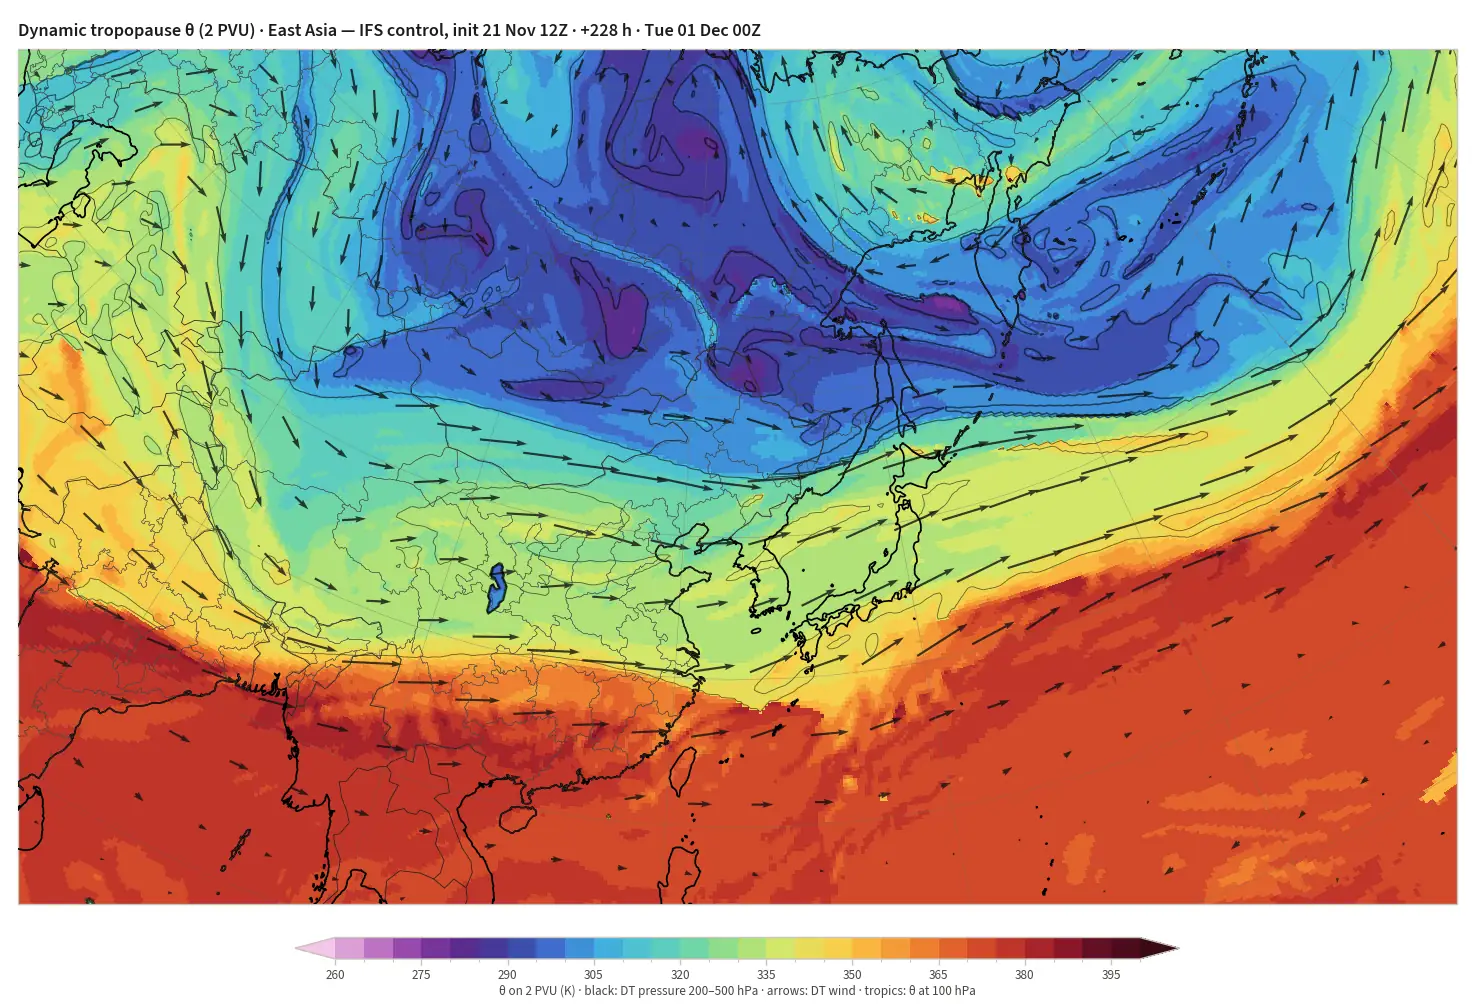 Dynamic tropopause θ (2 PVU) · East Asia — IFS control, init 21 Nov 12Z · +228 h · Tue 01 Dec 00Z
260 275 290 305 320 335 350 365 380 395
θ on 2 PVU (K) · black: DT pressure 200–500 hPa · arrows: DT wind · tropics: θ at 100 hPa